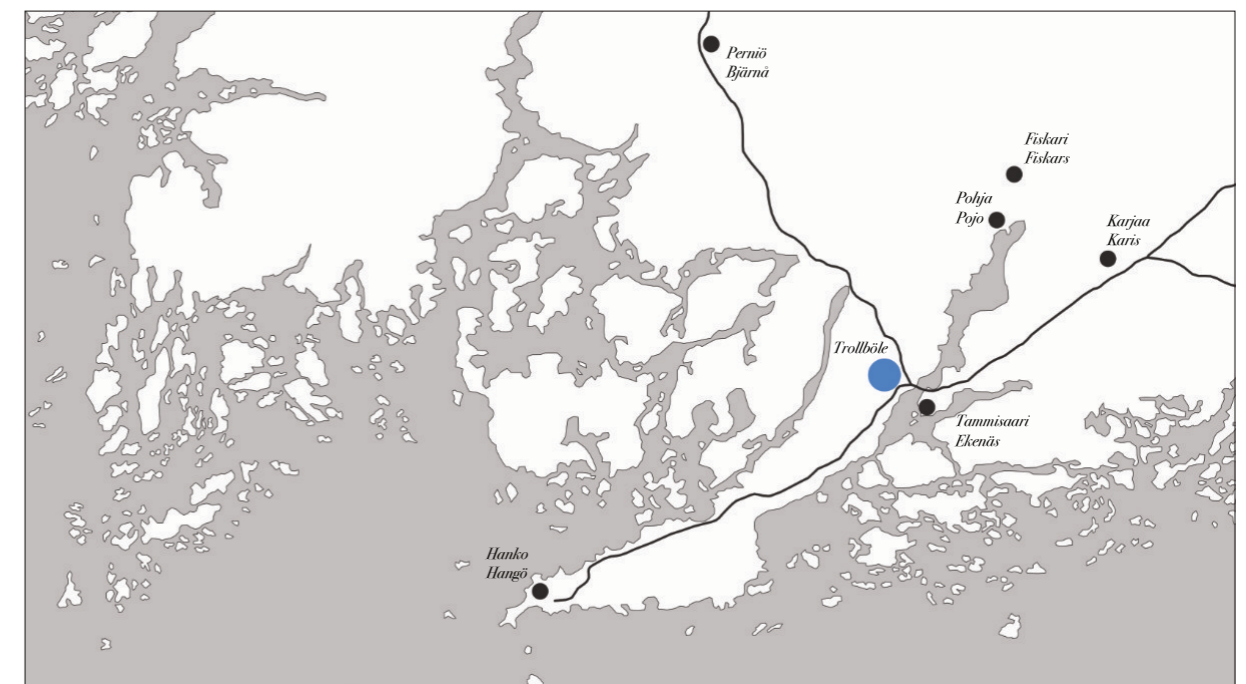 Perniö
Bjärnå
Fiskari
Fiskars
Pohja
Pojo
Karjaa
Karis
Trollböle
Tammisaari
Ekenäs
Hanko
Hangö